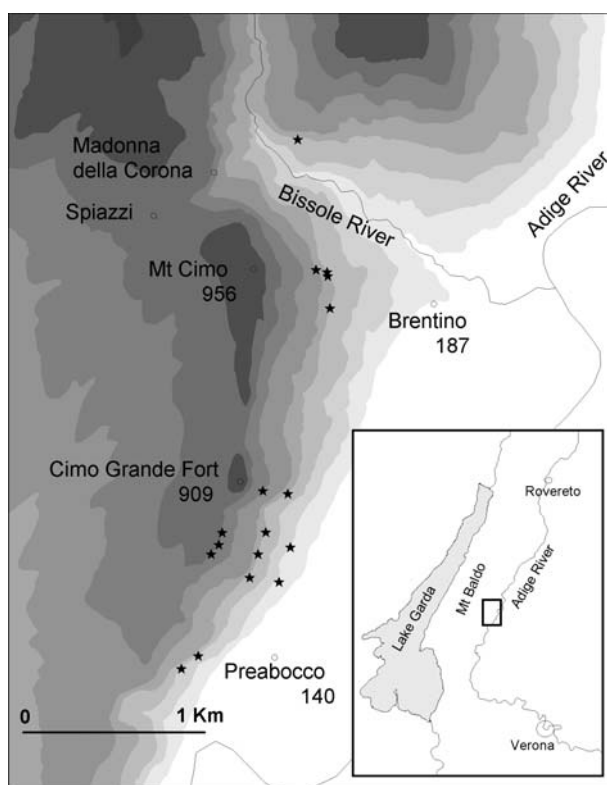 Madonna
della Corona
Spiazzi
Bissole River
Adige River
Mt Cimo
956
Brentino
187
Cimo Grande Fort
909
Preabocco
140
0 1 Km
Rovereto
Lake Garda
Mt Baldo
Adige River
Verona